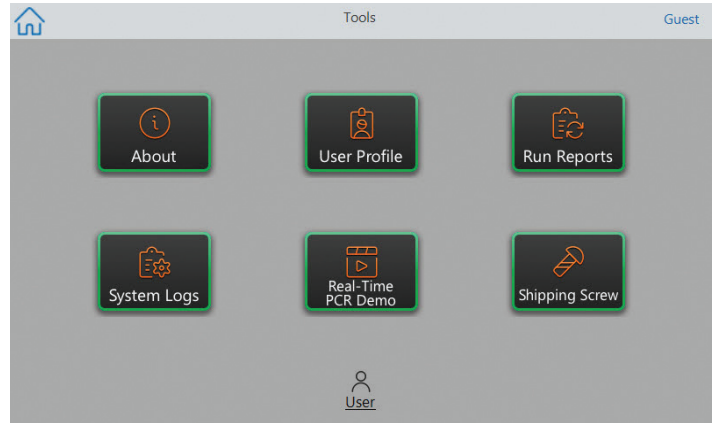 Tools
Guest
About
User Profile
Run Reports
System Logs
Real-Time
PCR Demo
Shipping Screw
User